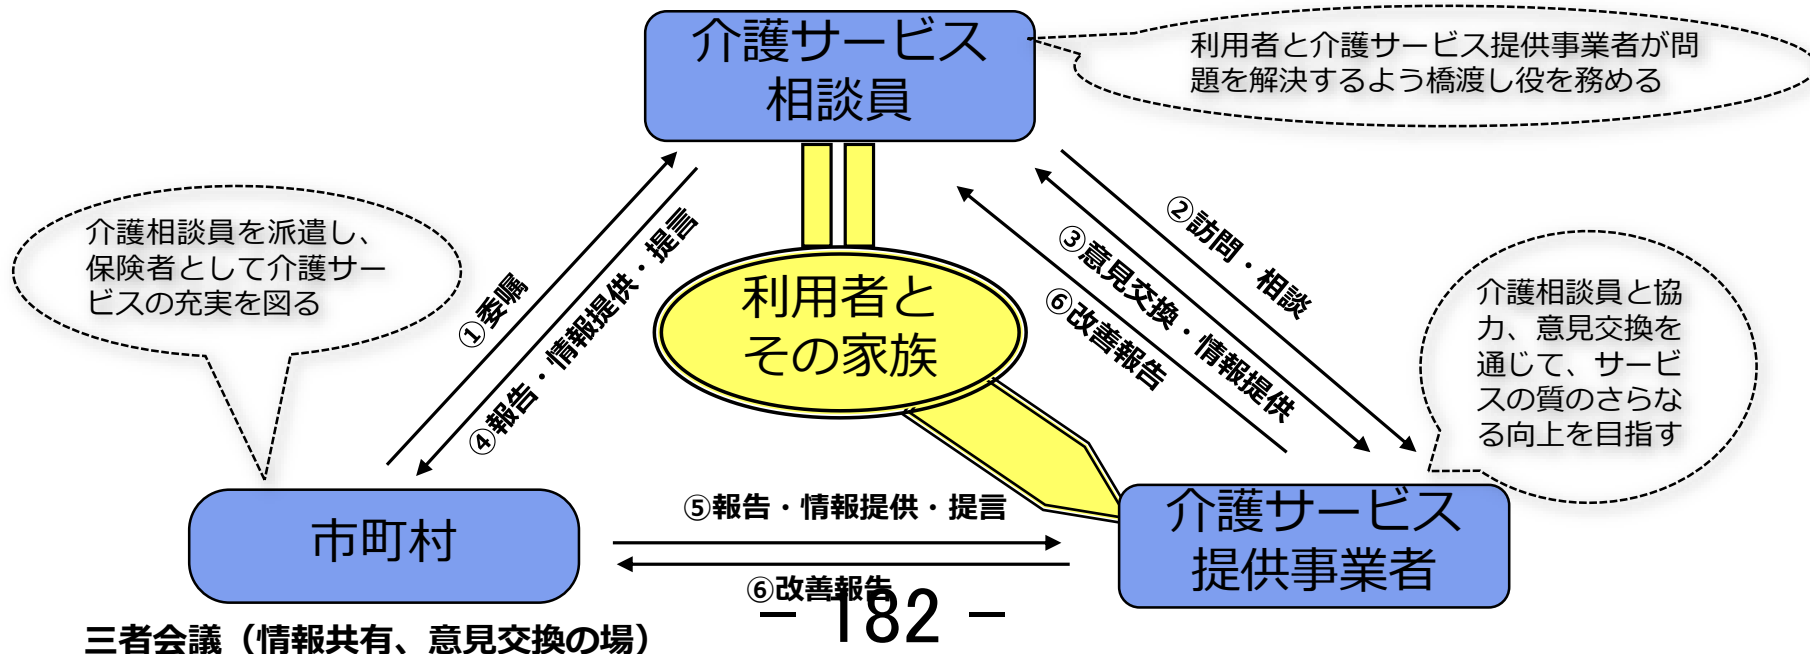 介護サービス
相談員
利用者と介護サービス提供事業者が問
題を解決するよう橋渡し役を務める
介護相談員を派遣し、
保険者として介護サー
ビスの充実を図る
①委嘱
④報告・情報提供・提言
利用者と
その家族
②訪問・相談
③意見交換・情報提供
⑥改善報告
介護相談員と協
力、意見交換を
通じて、サービ
スの質のさらな
る向上を目指す
市町村
⑤報告・情報提供・提言
⑥改善報告
介護サービス
提供事業者
三者会議（情報共有、意見交換の場）
－ 182 －